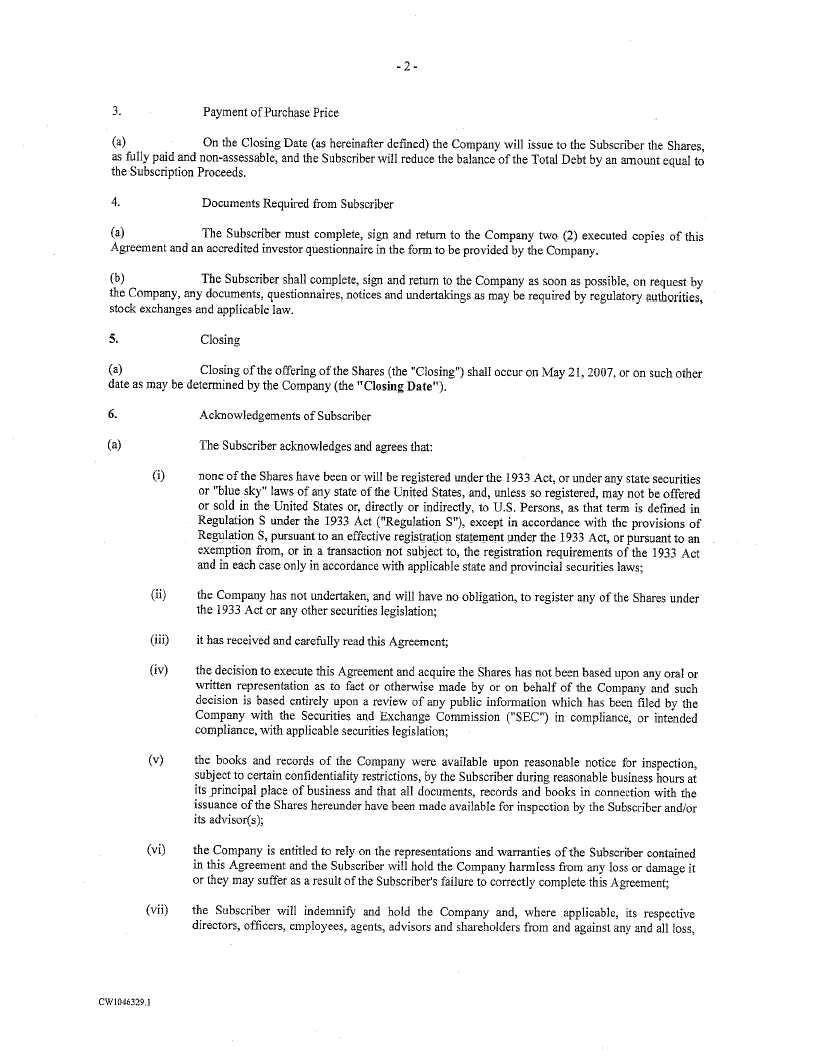 - 2 -
3. Payment of Purchase Price
(a) On the Closing Date (as hereinafter defined) the Company will issue to the Subscriber the Shares,
as fully paid and non-assessable, and the Subscriber will reduce the balance of the Total Debt by an amount equal to
the Subscription Proceeds.
4. Documents Required from Subscriber
(a) The Subscriber must complete, sign and return to the Company two (2) executed copies of this
Agreement and an accredited investor questionnaire in the form to be provided by the Company.
(b) The Subscriber shall complete, sign and return to the Company as soon as possible, on request by
the Company, any documents, questionnaires, notices and undertakings as may be required by regulatory authorities,
stock exchanges and applicable law.
5. Closing
(a) Closing of the offering of the Shares (the "Closing") shall occur on May 21, 2007, or on such other
date as may be determined by the Company (the "Closing Date").
6. Acknowledgements of Subscriber
(a) The Subscriber acknowledges and agrees that:
(i) none of the Shares have been or will be registered under the 1933 Act, or under any state securities
or "blue sky" laws of any state of the United States, and, unless so registered, may not be offered
or sold in the United States or, directly or indirectly, to U.S. Persons, as that term is defined in
Regulation S under the 1933 Act ("Regulation S"), except in accordance with the provisions of
Regulation S, pursuant to an effective registration statement under the 1933 Act, or pursuant to an
exemption from, or in a transaction not subject to, the registration requirements of the 1933 Act
and in each case only in accordance with applicable state and provincial securities laws;
(ii) the Company has not undertaken, and will have no obligation, to register any of the Shares under
the 1933 Act or any other securities legislation;
(iii) it has received and carefully read this Agreement;
(iv) the decision to execute this Agreement and acquire the Shares has not been based upon any oral or
written representation as to fact or otherwise made by or on behalf of the Company and such
decision is based entirely upon a review of any public information which has been filed by the
Company with the Securities and Exchange Commission ("SEC") in compliance, or intended
compliance, with applicable securities legislation;
(v) the books and records of the Company were available upon reasonable notice for inspection,
subject to certain confidentiality restrictions, by the Subscriber during reasonable business hours at
its principal place of business and that all documents, records and books in connection with the
issuance of the Shares hereunder have been made available for inspection by the Subscriber and/or
its advisor(s);
(vi) the Company is entitled to rely on the representations and warranties of the Subscriber contained
in this Agreement and the Subscriber will hold the Company harmless from any loss or damage it
or they may suffer as a result of the Subscriber's failure to correctly complete this Agreement;
(vii) the Subscriber will indemnify and hold the Company and, where applicable, its respective
directors, officers, employees, agents, advisors and shareholders from and against any and all loss,
CW1046329.1